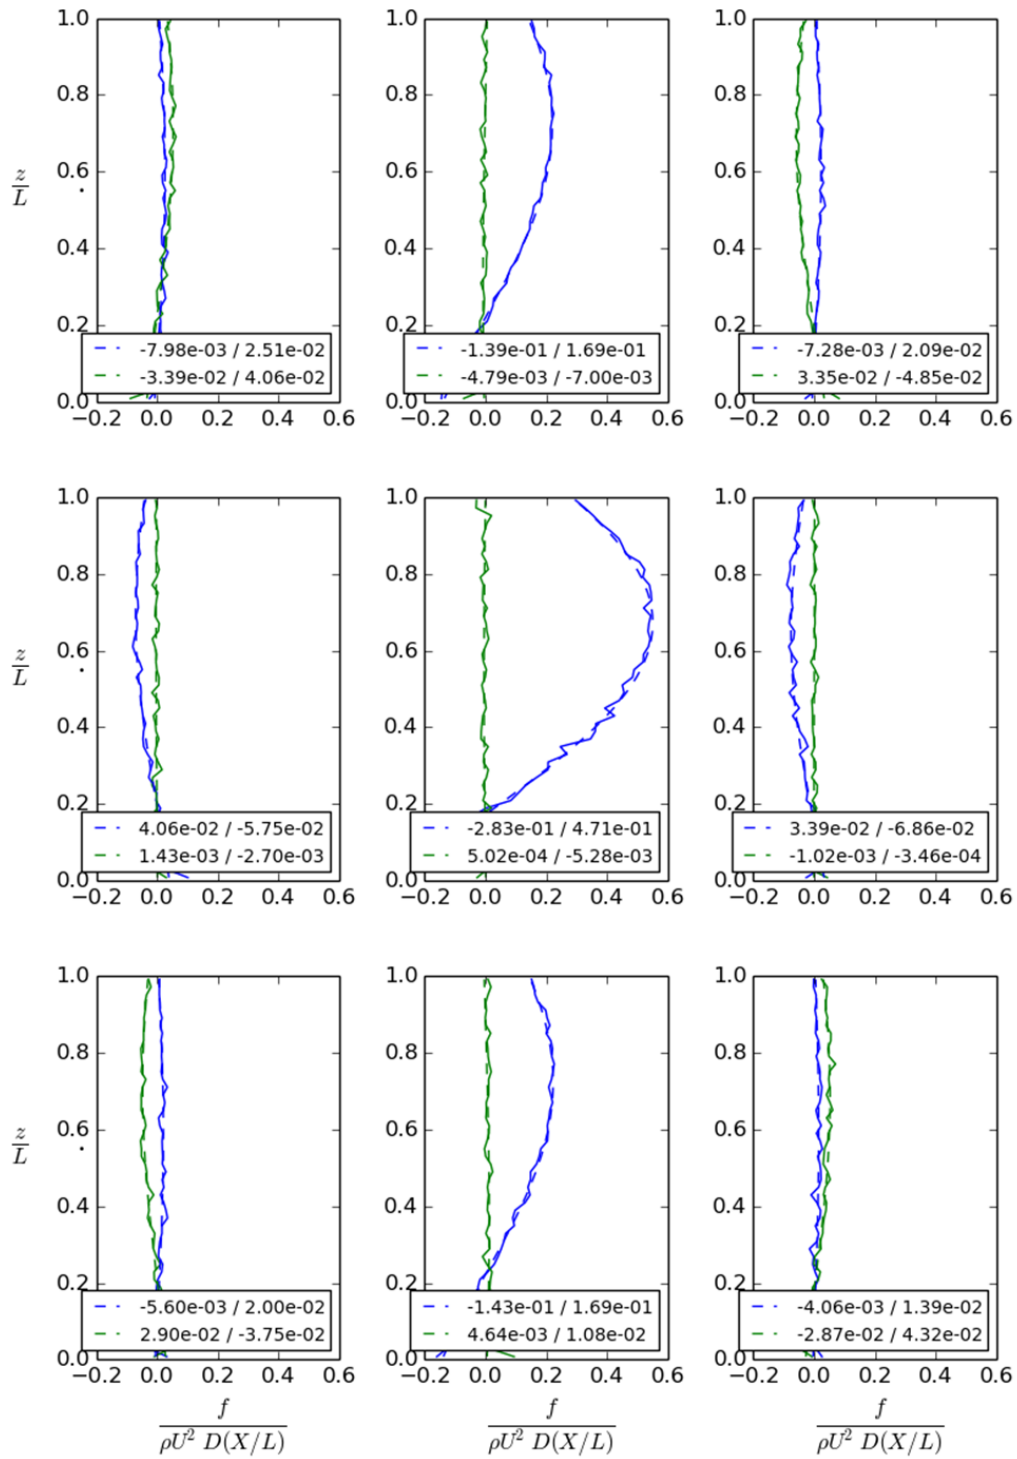 1.0 1.0 1.0
0.8 0.8 0.8
z/L 0.6 0.6 0.6
0.4 0.4 0.4
0.2 0.2 0.2
-7.98e-03 / 2.51e-02 -1.39e-01 / 1.69e-01 -7.28e-03 / 2.09e-02
-3.39e-02 / 4.06e-02 -4.79e-03 / -7.00e-03 3.35e-02 / -4.85e-02
0.0 0.0 0.0
−0.2 0.0 0.2 0.4 0.6 −0.2 0.0 0.2 0.4 0.6 −0.2 0.0 0.2 0.4 0.6
1.0 1.0 1.0
0.8 0.8 0.8
z/L 0.6 0.6 0.6
0.4 0.4 0.4
0.2 0.2 0.2
4.06e-02 / -5.75e-02 -2.83e-01 / 4.71e-01 3.39e-02 / -6.86e-02
1.43e-03 / -2.70e-03 5.02e-04 / -5.28e-03 -1.02e-03 / -3.46e-04
0.0 0.0 0.0
−0.2 0.0 0.2 0.4 0.6 −0.2 0.0 0.2 0.4 0.6 −0.2 0.0 0.2 0.4 0.6
1.0 1.0 1.0
0.8 0.8 0.8
z/L 0.6 0.6 0.6
0.4 0.4 0.4
0.2 0.2 0.2
-5.60e-03 / 2.00e-02 -1.43e-01 / 1.69e-01 -4.06e-03 / 1.39e-02
2.90e-02 / -3.75e-02 4.64e-03 / 1.08e-02 -2.87e-02 / 4.32e-02
0.0 0.0 0.0
−0.2 0.0 0.2 0.4 0.6 −0.2 0.0 0.2 0.4 0.6 −0.2 0.0 0.2 0.4 0.6
f f f
ρU² D(X/L) ρU² D(X/L) ρU² D(X/L)